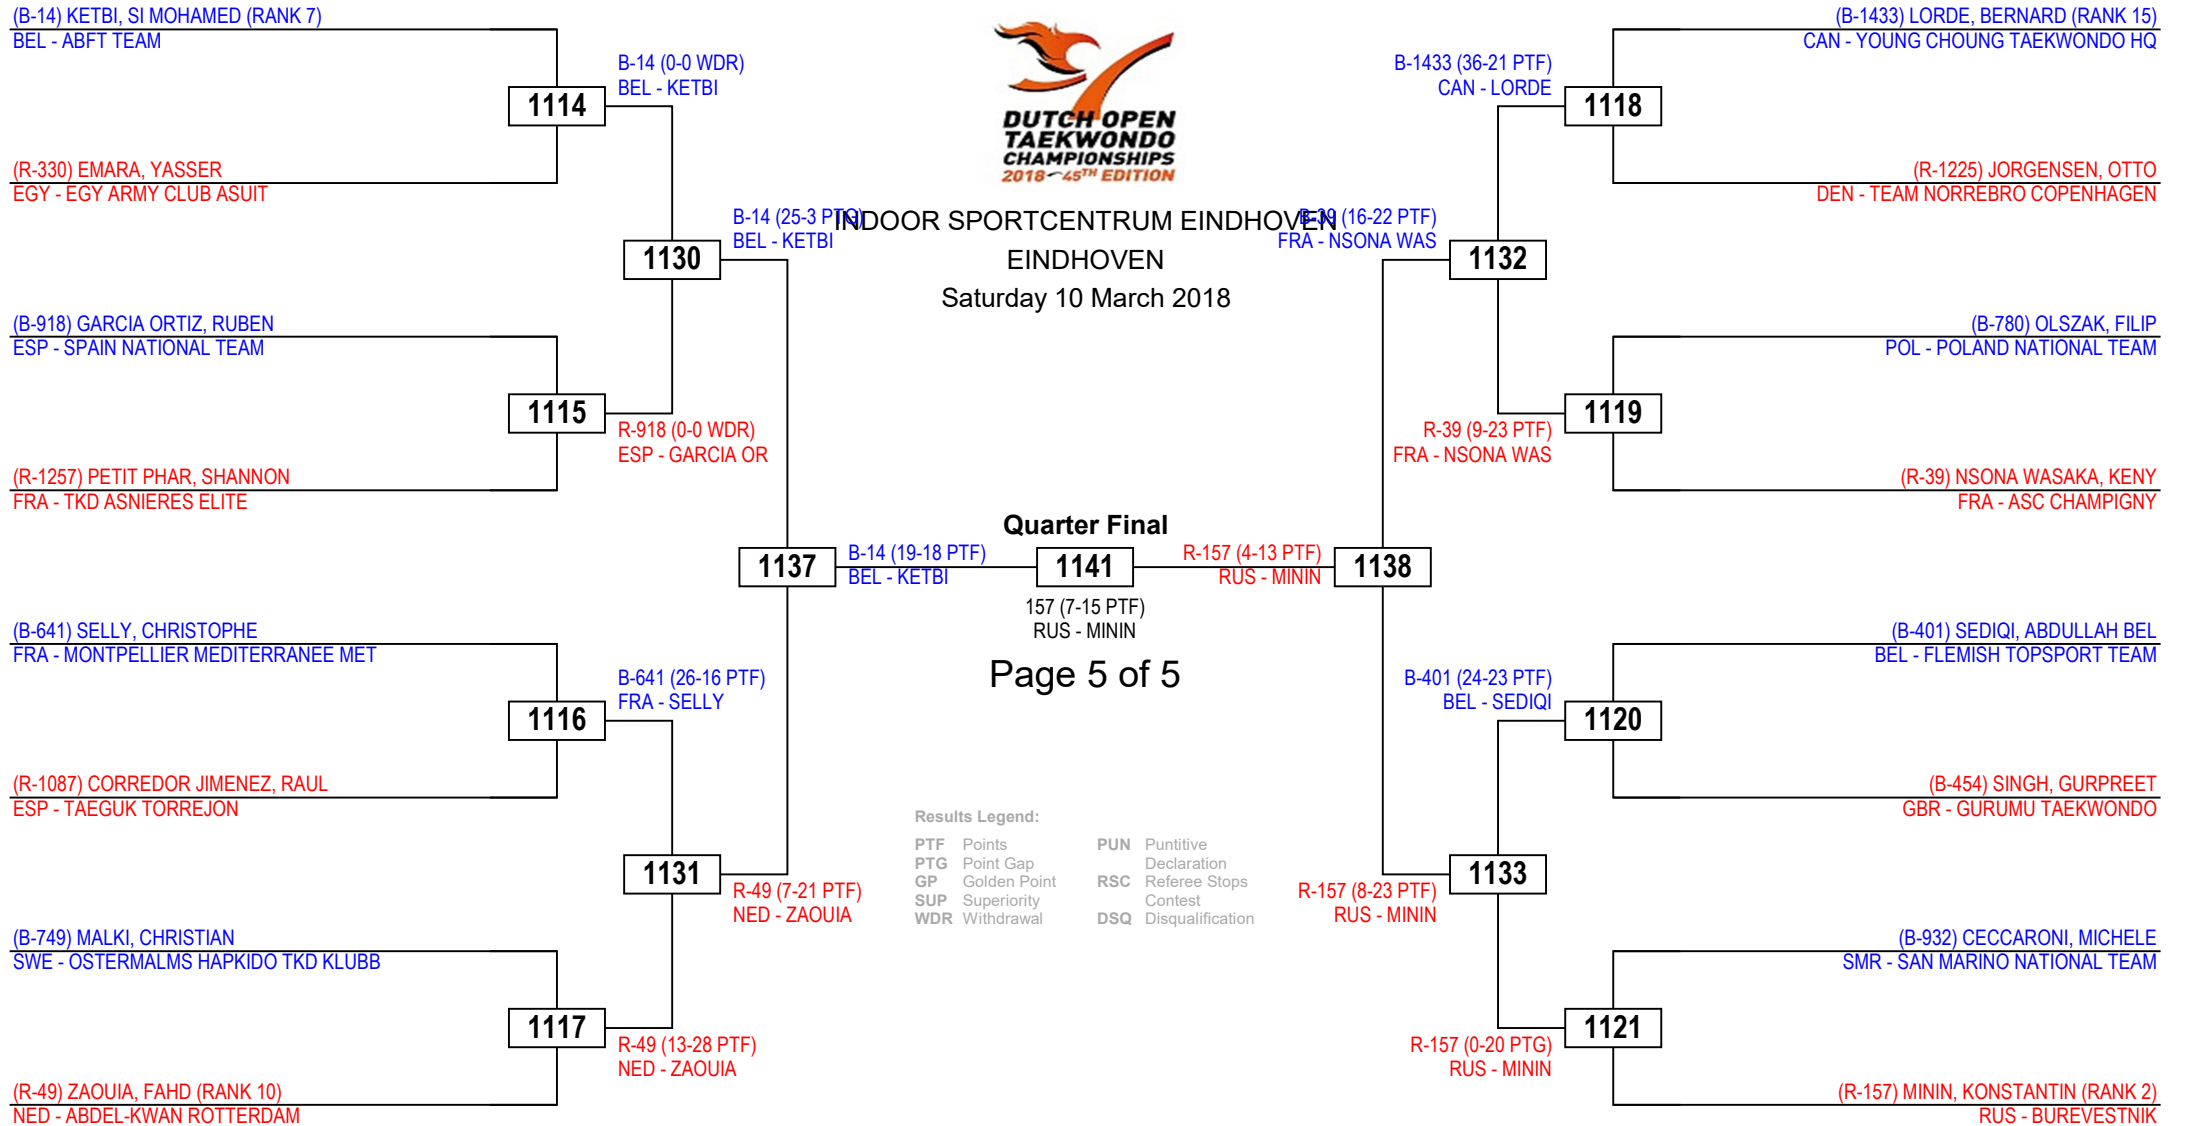 (B-14) KETBI, SI MOHAMED (RANK 7)
BEL - ABFT TEAM
1114
B-14 (0-0 WDR)
BEL - KETBI
(R-330) EMARA, YASSER
EGY - EGY ARMY CLUB ASUIT
1130
B-14 (25-3 PTG)
BEL - KETBI
(B-918) GARCIA ORTIZ, RUBEN
ESP - SPAIN NATIONAL TEAM
1115
R-918 (0-0 WDR)
ESP - GARCIA OR
(R-1257) PETIT PHAR, SHANNON
FRA - TKD ASNIERES ELITE
1137
B-14 (19-18 PTF)
BEL - KETBI
(B-641) SELLY, CHRISTOPHE
FRA - MONTPELLIER MEDITERRANEE MET
1116
B-641 (26-16 PTF)
FRA - SELLY
(R-1087) CORREDOR JIMENEZ, RAUL
ESP - TAEGUK TORREJON
1131
R-49 (7-21 PTF)
NED - ZAOUIA
(B-749) MALKI, CHRISTIAN
SWE - OSTERMALMS HAPKIDO TKD KLUBB
1117
R-49 (13-28 PTF)
NED - ZAOUIA
(R-49) ZAOUIA, FAHD (RANK 10)
NED - ABDEL-KWAN ROTTERDAM
DUTCH OPEN
TAEKWONDO
CHAMPIONSHIPS
2018 45TH EDITION
INDOOR SPORTCENTRUM EINDHOVEN
EINDHOVEN
Saturday 10 March 2018
Quarter Final
1141
157 (7-15 PTF)
RUS - MININ
Page 5 of 5
Results Legend:
PTF Points
PTG Point Gap
GP Golden Point
SUP Superiority
WDR Withdrawal
PUN Puntitive
Declaration
RSC Referee Stops
Contest
DSQ Disqualification
(B-1433) LORDE, BERNARD (RANK 15)
CAN - YOUNG CHOUNG TAEKWONDO HQ
B-1433 (36-21 PTF)
CAN - LORDE
1118
(R-1225) JORGENSEN, OTTO
DEN - TEAM NORREBRO COPENHAGEN
B-39 (16-22 PTF)
FRA - NSONA WAS
1132
(B-780) OLSZAK, FILIP
POL - POLAND NATIONAL TEAM
1119
R-39 (9-23 PTF)
FRA - NSONA WAS
(R-39) NSONA WASAKA, KENY
FRA - ASC CHAMPIGNY
R-157 (4-13 PTF)
RUS - MININ
1138
(B-401) SEDIQI, ABDULLAH BEL
BEL - FLEMISH TOPSPORT TEAM
B-401 (24-23 PTF)
BEL - SEDIQI
1120
(B-454) SINGH, GURPREET
GBR - GURUMU TAEKWONDO
1133
R-157 (8-23 PTF)
RUS - MININ
(B-932) CECCARONI, MICHELE
SMR - SAN MARINO NATIONAL TEAM
1121
R-157 (0-20 PTG)
RUS - MININ
(R-157) MININ, KONSTANTIN (RANK 2)
RUS - BUREVESTNIK